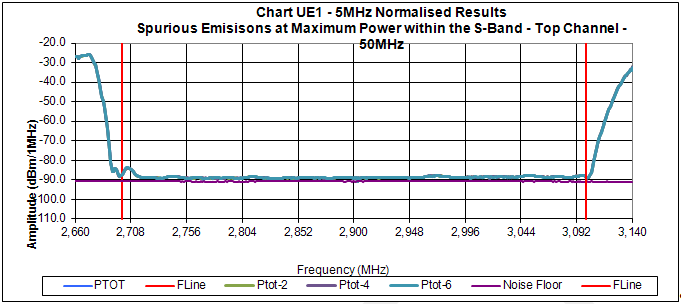 Chart UE1 - 5MHz Normalised Results
Spurious Emisisons at Maximum Power within the S-Band - Top Channel -
50MHz
Amplitude (dBm/1MHz)
-20.0
-30.0
-40.0
-50.0
-60.0
-70.0
-80.0
-90.0
100.0
110.0
2,660 2,708 2,756 2,804 2,852 2,900 2,948 2,996 3,044 3,092 3,140
Frequency (MHz)
PTOT FLine Ptot-2 Ptot-4 Ptot-6 Noise Floor FLine